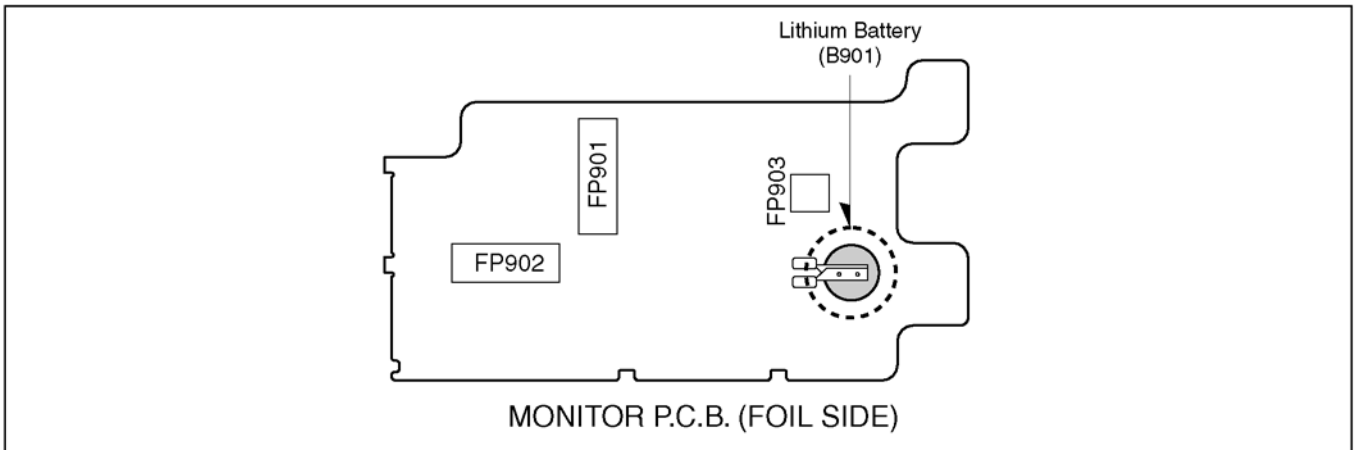 Lithium Battery
(B901)
FP901
FP903
FP902
MONITOR P.C.B. (FOIL SIDE)